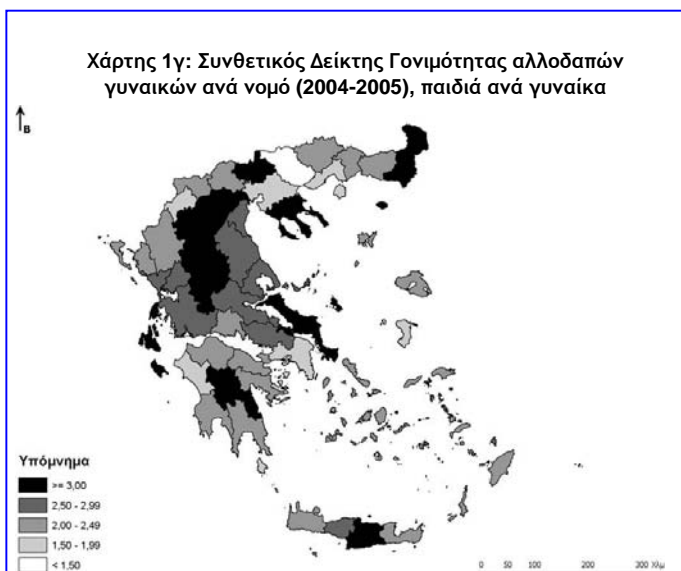 Χάρτης 1γ: Συνθετικός Δείκτης Γονιμότητας αλλοδαπών
γυναικών ανά νομό (2004-2005), παιδιά ανά γυναίκα
Β
Υπόμνημα
>= 3,00
2,50 - 2,99
2,00 - 2,49
1,50 - 1,99
< 1,50
0 50 100 200 300 Χλμ